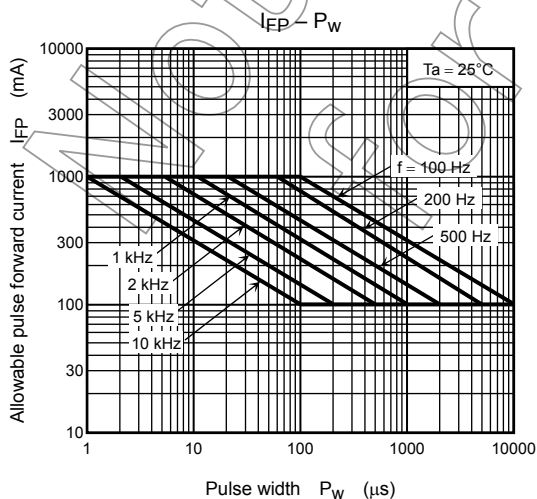 IFP – PW
10000
Ta = 25°C
3000
Allowable pulse forward current IFP (mA)
1000
f = 100 Hz
200 Hz
300
500 Hz
1 kHz
2 kHz
100
5 kHz
10 kHz
30
10
1 10 100 1000 10000
Pulse width PW (μs)
Not
for